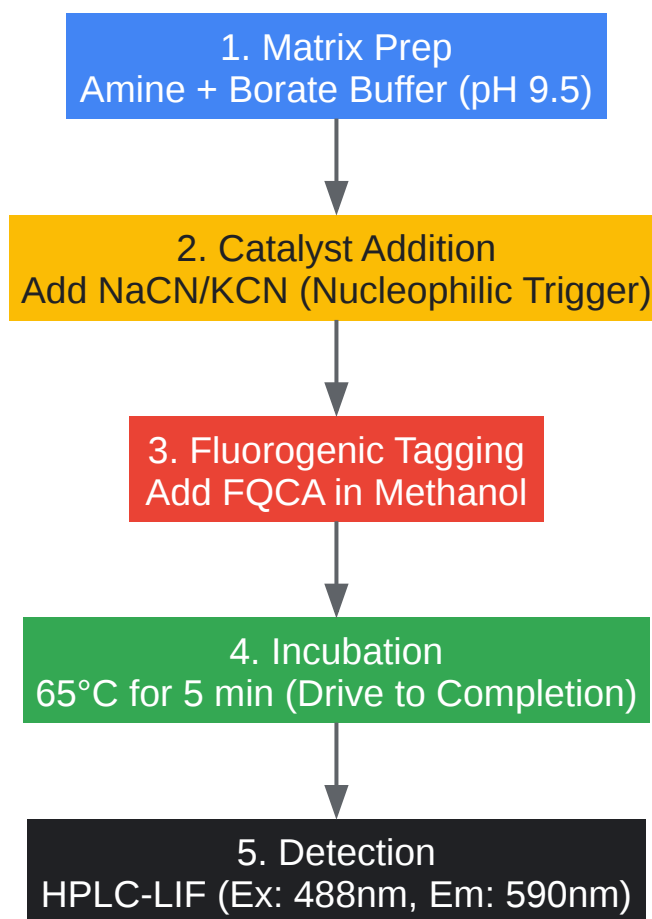 1. Matrix Prep
Amine + Borate Buffer (pH 9.5)
2. Catalyst Addition
Add NaCN/KCN (Nucleophilic Trigger)
3. Fluorogenic Tagging
Add FQCA in Methanol
4. Incubation
65°C for 5 min (Drive to Completion)
5. Detection
HPLC-LIF (Ex: 488nm, Em: 590nm)